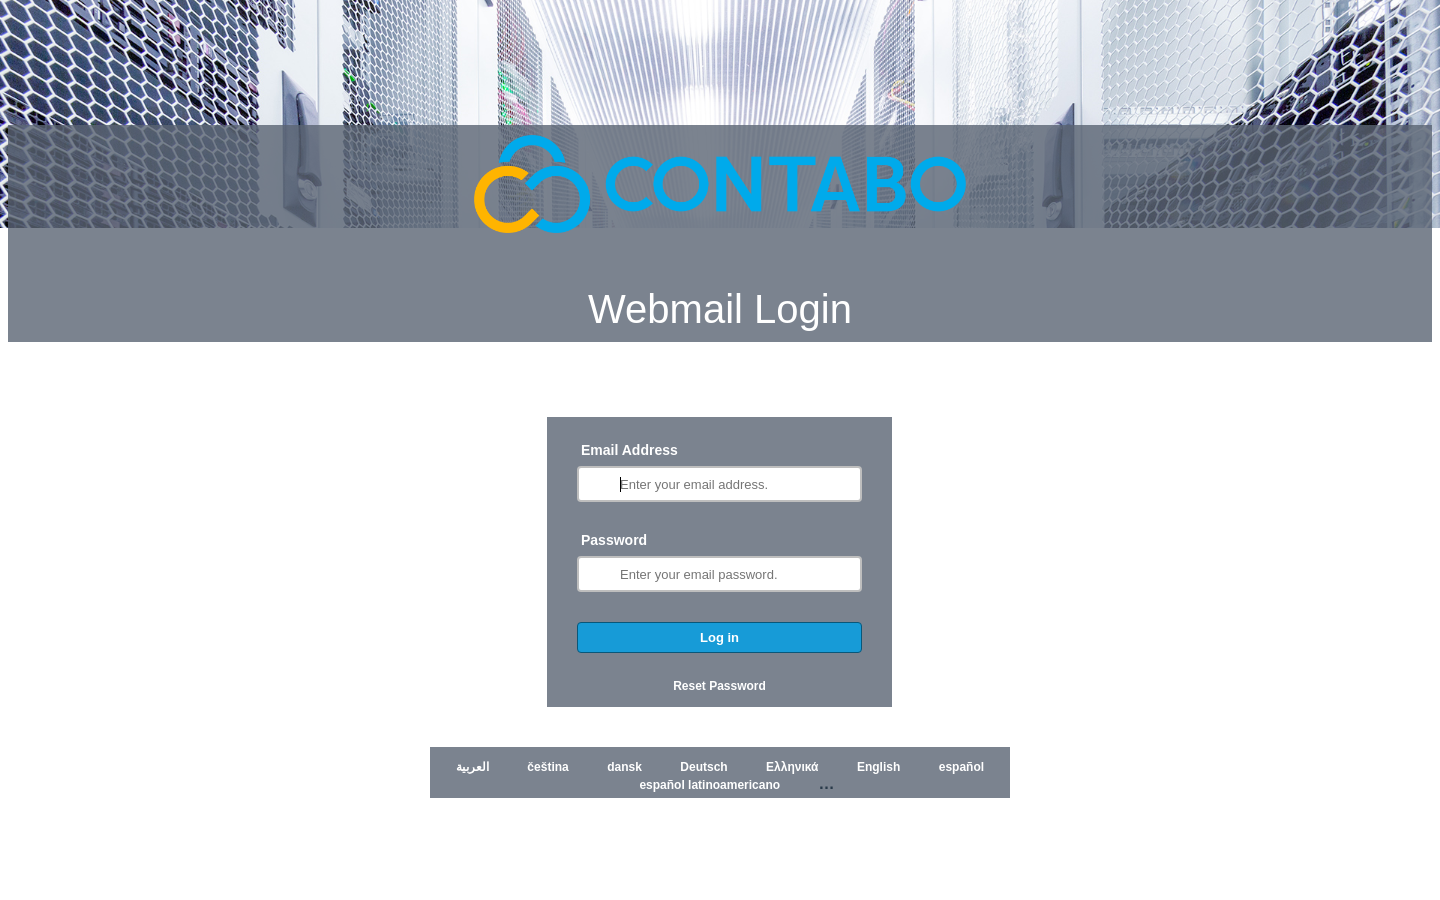 CONTABO
Webmail Login
Email Address
Enter your email address.
Password
Enter your email password.
Log in
Reset Password
العربية čeština dansk Deutsch Ελληνικά English español
español latinoamericano …